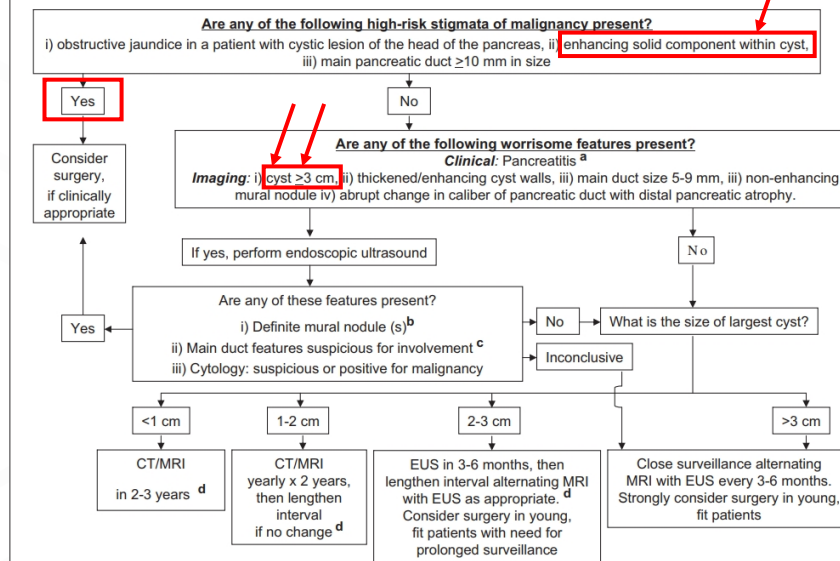 Are any of the following high-risk stigmata of malignancy present?
i) obstructive jaundice in a patient with cystic lesion of the head of the pancreas, ii) enhancing solid component within cyst,
iii) main pancreatic duct ≥10 mm in size
Yes
No
Consider
surgery,
if clinically
appropriate
Are any of the following worrisome features present?
Clinical: Pancreatitis a
Imaging: i) cyst ≥3 cm, ii) thickened/enhancing cyst walls, iii) main duct size 5-9 mm, iii) non-enhancing
mural nodule iv) abrupt change in caliber of pancreatic duct with distal pancreatic atrophy.
If yes, perform endoscopic ultrasound
No
Are any of these features present?
i) Definite mural nodule (s) b
ii) Main duct features suspicious for involvement c
iii) Cytology: suspicious or positive for malignancy
Yes
No
What is the size of largest cyst?
Inconclusive
<1 cm
1-2 cm
2-3 cm
>3 cm
CT/MRI
in 2-3 years d
CT/MRI
yearly x 2 years,
then lengthen
interval
if no change d
EUS in 3-6 months, then
lengthen interval alternating MRI
with EUS as appropriate. d
Consider surgery in young,
fit patients with need for
prolonged surveillance
Close surveillance alternating
MRI with EUS every 3-6 months.
Strongly consider surgery in young,
fit patients